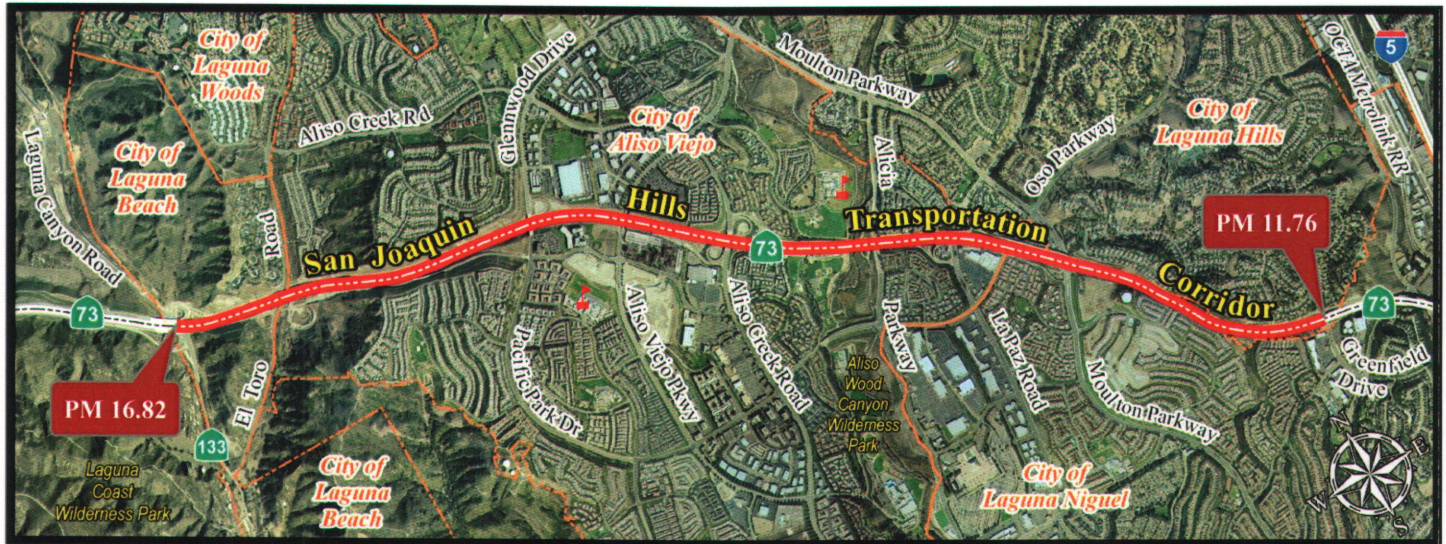 City of
Laguna
Woods
City of
Laguna
Beach
Laguna Canyon Road
Aliso Creek Rd
Glennwood Drive
City of
Aliso Viejo
Moulton Parkway
Alicia
Oso Parkway
City of
Laguna Hills
OCTA Metrolink RR
5
Road
San Joaquin
Hills
Transportation
Corridor
73
73
73
PM 11.76
PM 16.82
El Toro
133
Pacific Park Dr
Aliso Viejo Pkwy
Aliso Creek Road
Aliso
Wood
Canyon
Wilderness
Park
Parkway
LaPaz Road
Moulton Parkway
Greenfield
Drive
Laguna
Coast
Wilderness Park
City of
Laguna
Beach
City of
Laguna Niguel
N
E
W
S